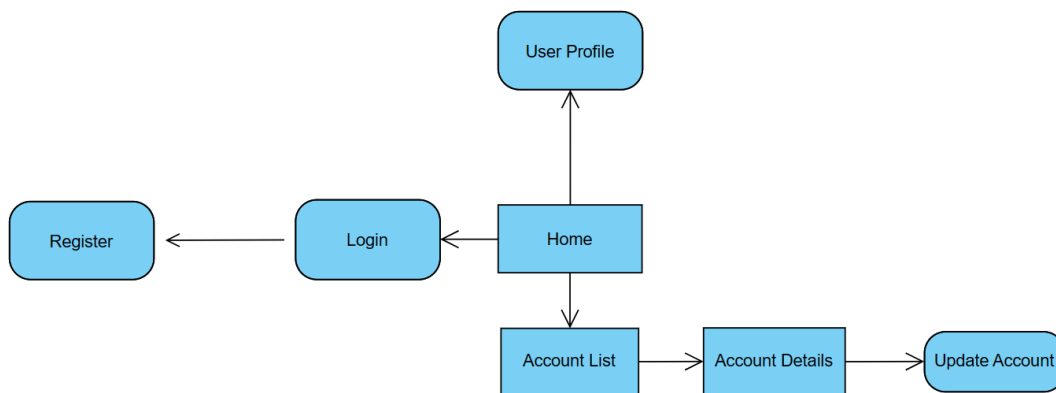 User Profile
Register
Login
Home
Account List
Account Details
Update Account